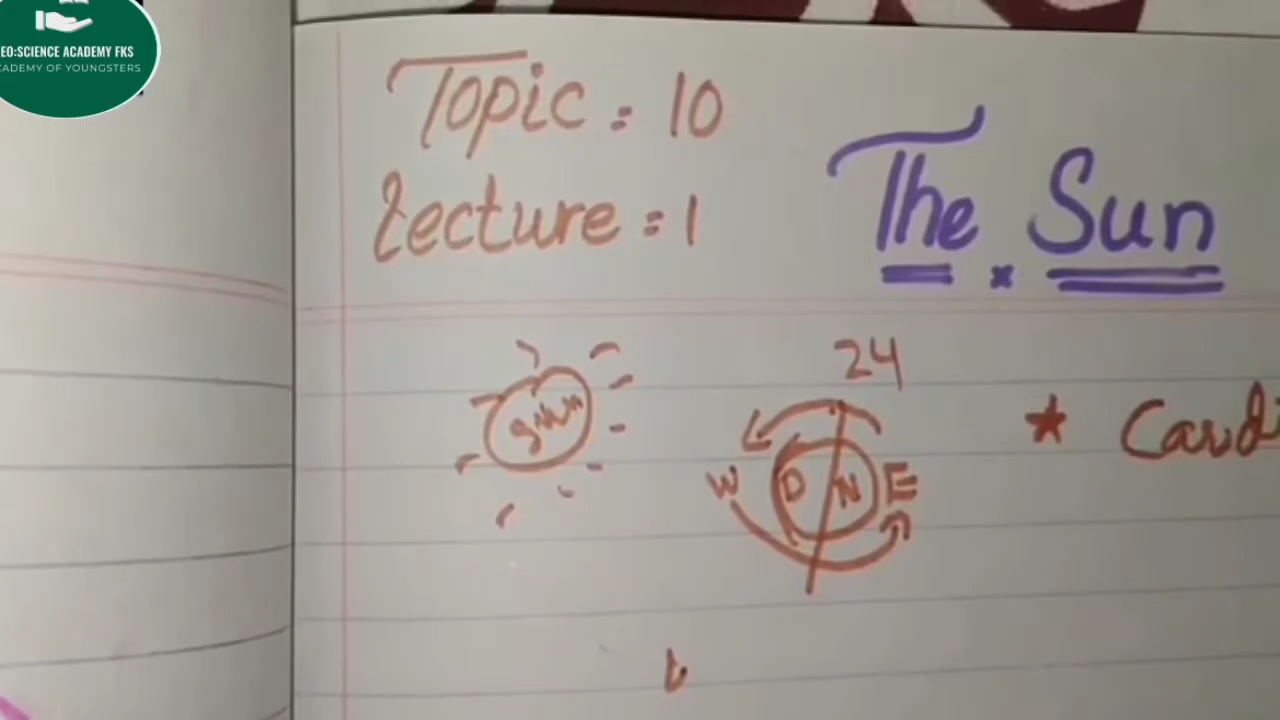 EO:SCIENCE ACADEMY FKS
CADEMY OF YOUNGSTERS
Topic = 10
Lecture = 1
The Sun
24
W D N E
★ Cardi